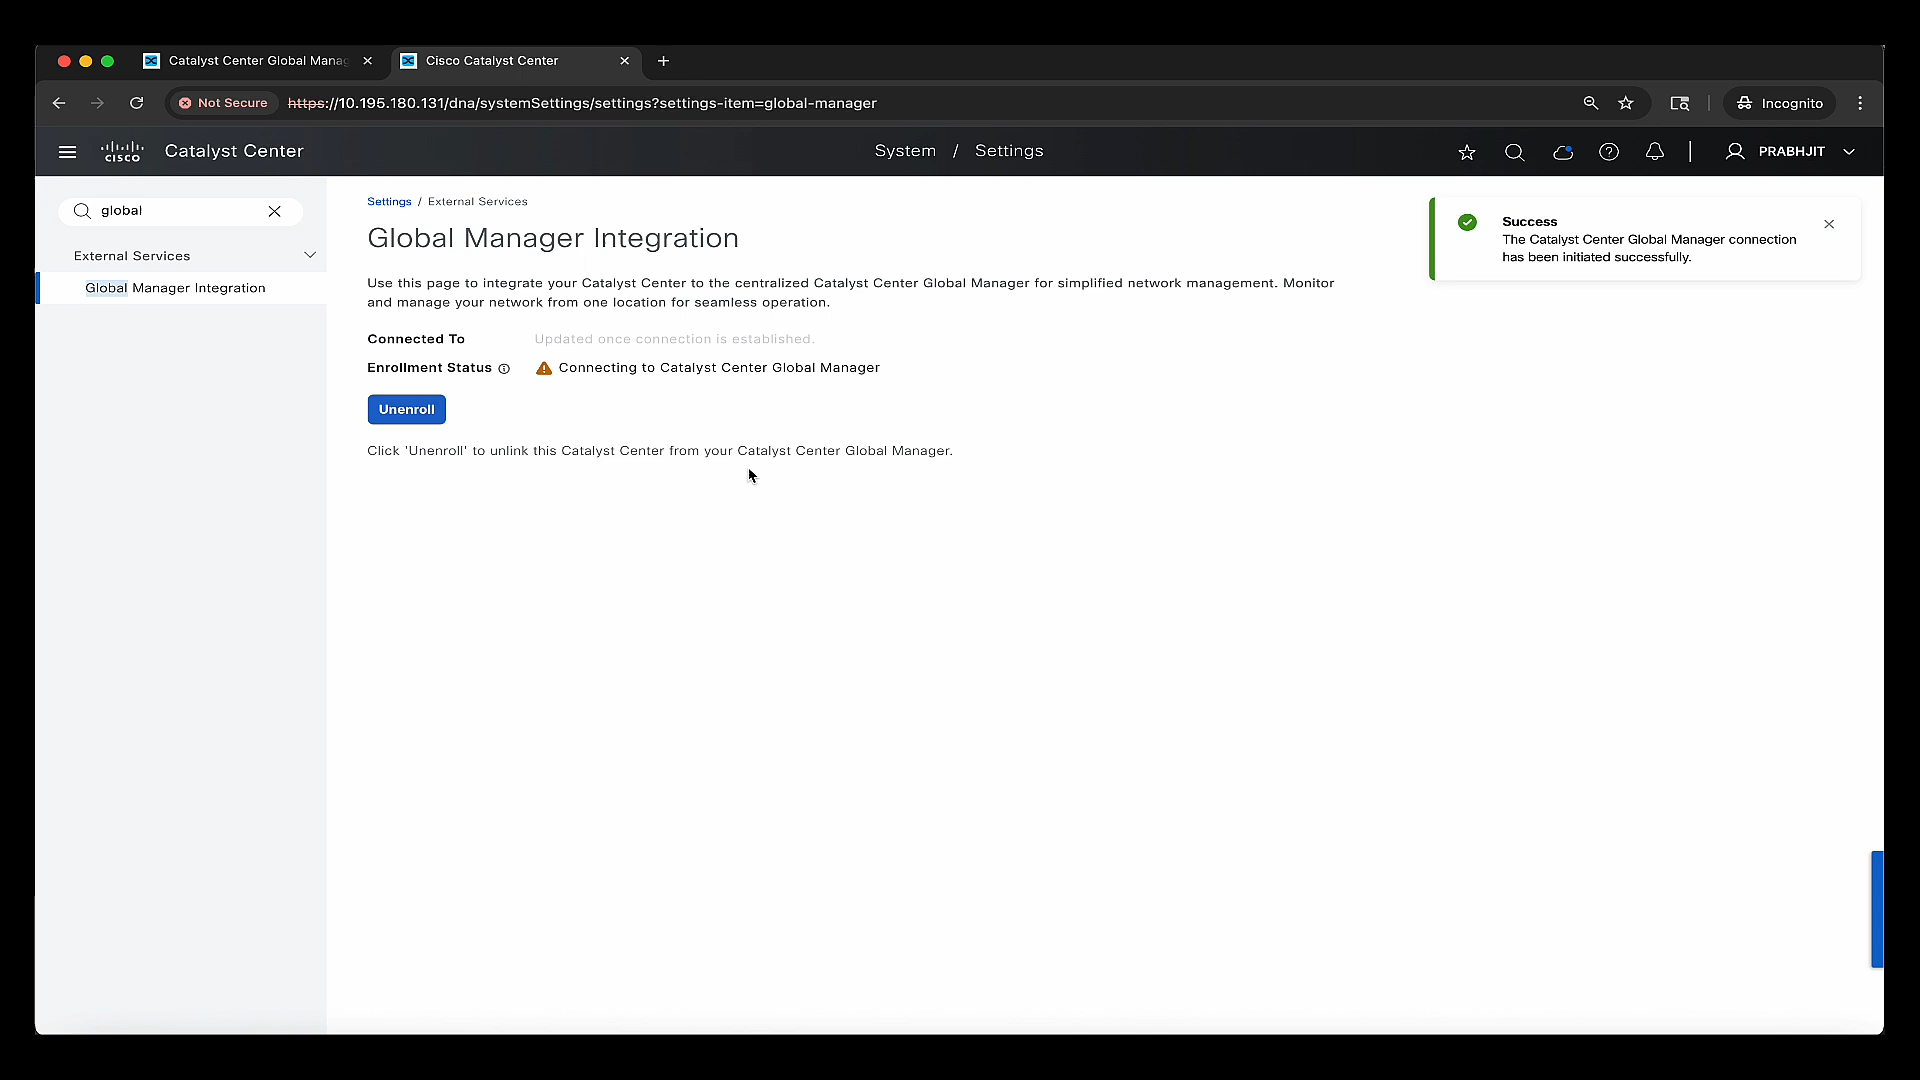 Catalyst Center Global Mana
Cisco Catalyst Center
Not Secure
https://10.195.180.131/dna/systemSettings/settings?settings-item=global-manager
Incognito
cisco
Catalyst Center
System / Settings
PRABHJIT
global
External Services
Global Manager Integration
Settings / External Services
Global Manager Integration
Use this page to integrate your Catalyst Center to the centralized Catalyst Center Global Manager for simplified network management. Monitor
and manage your network from one location for seamless operation.
Connected To Updated once connection is established.
Enrollment Status Connecting to Catalyst Center Global Manager
Unenroll
Click 'Unenroll' to unlink this Catalyst Center from your Catalyst Center Global Manager.
Success
The Catalyst Center Global Manager connection
has been initiated successfully.